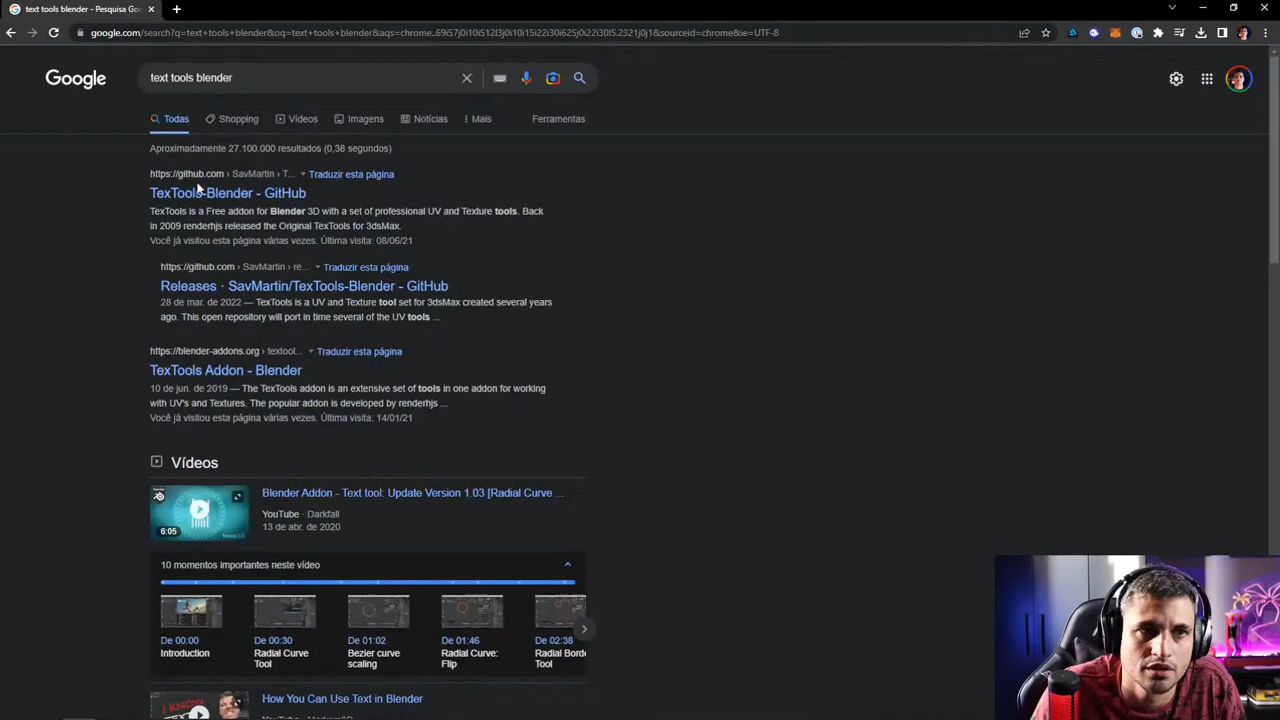 text tools blender - Pesquisa Goo
google.com/search?q=text+tools+blender&oq=text+tools+blender&aqs=chrome..69i57j0i10i512l3j0i10i15i22i30i625j0i22i30l5.2321j0j1&sourceid=chrome&ie=UTF-8
Google
text tools blender
Todas
Shopping
Vídeos
Imagens
Notícias
Mais
Ferramentas
Aproximadamente 27.100.000 resultados (0,38 segundos)
https://github.com › SavMartin › T... Traduzir esta página
TexTools-Blender - GitHub
TexTools is a Free addon for Blender 3D with a set of professional UV and Texture tools. Back
in 2009 renderhjs released the Original TexTools for 3dsMax.
Você já visitou esta página várias vezes. Última visita: 08/06/21
https://github.com › SavMartin › re... Traduzir esta página
Releases · SavMartin/TexTools-Blender - GitHub
28 de mar. de 2022 — TexTools is a UV and Texture tool set for 3dsMax created several years
ago. This open repository will port in time several of the UV tools ...
https://blender-addons.org › textool... Traduzir esta página
TexTools Addon - Blender
10 de jun. de 2019 — The TexTools addon is an extensive set of tools in one addon for working
with UV's and Textures. The popular addon is developed by renderhjs ...
Você já visitou esta página várias vezes. Última visita: 14/01/21
Vídeos
6:05
Blender Addon - Text tool: Update Version 1.03 [Radial Curve ...
YouTube · Darkfall
13 de abr. de 2020
10 momentos importantes neste vídeo
De 00:00
Introduction
De 00:30
Radial Curve
Tool
De 01:02
Bezier curve
scaling
De 01:46
Radial Curve:
Flip
De 02:38
Radial Borde
Tool
I KNOW
How You Can Use Text in Blender